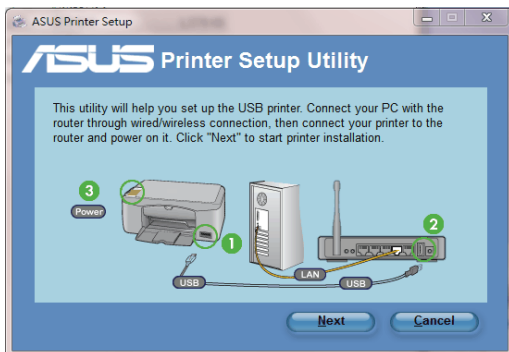 ASUS Printer Setup
ASUS Printer Setup Utility
This utility will help you set up the USB printer. Connect your PC with the
router through wired/wireless connection, then connect your printer to the
router and power on it. Click "Next" to start printer installation.
3
Power
1
2
LAN
USB
USB
Next
Cancel